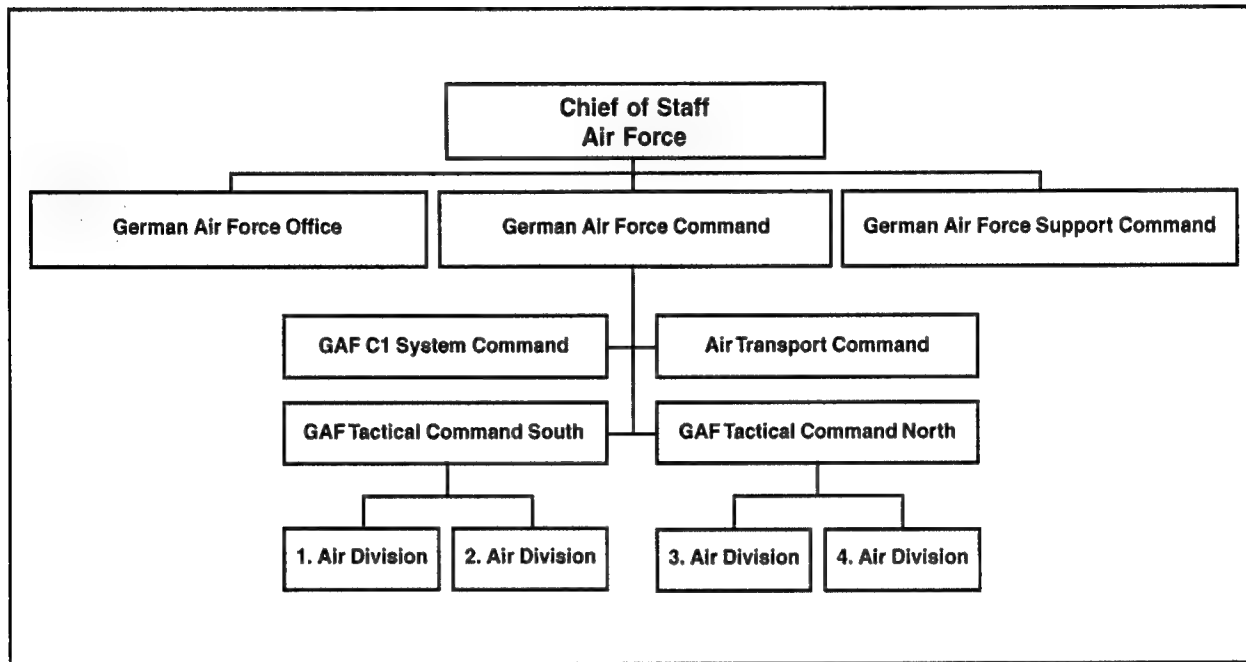 Chief of Staff
Air Force
German Air Force Office
German Air Force Command
German Air Force Support Command
GAF C1 System Command
Air Transport Command
GAF Tactical Command South
GAF Tactical Command North
1. Air Division
2. Air Division
3. Air Division
4. Air Division